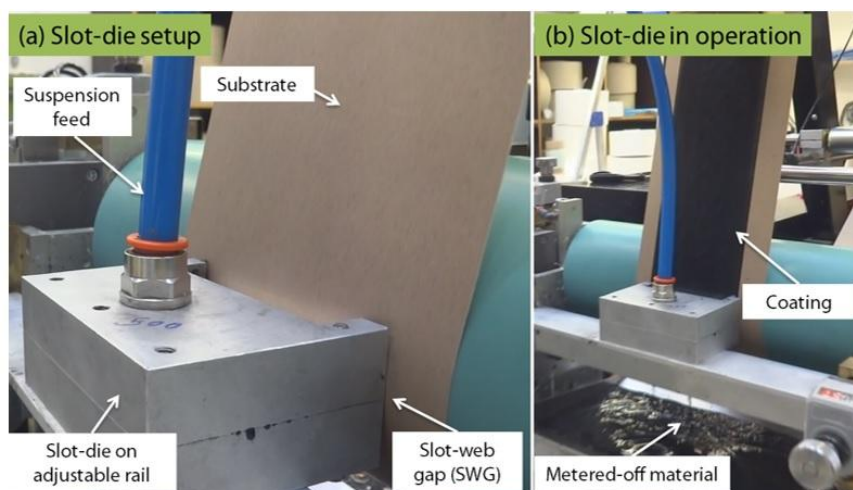 (a) Slot-die setup
Suspension
feed
Substrate
500
Slot-die on
adjustable rail
Slot-web
gap (SWG)
(b) Slot-die in operation
Coating
Metered-off material